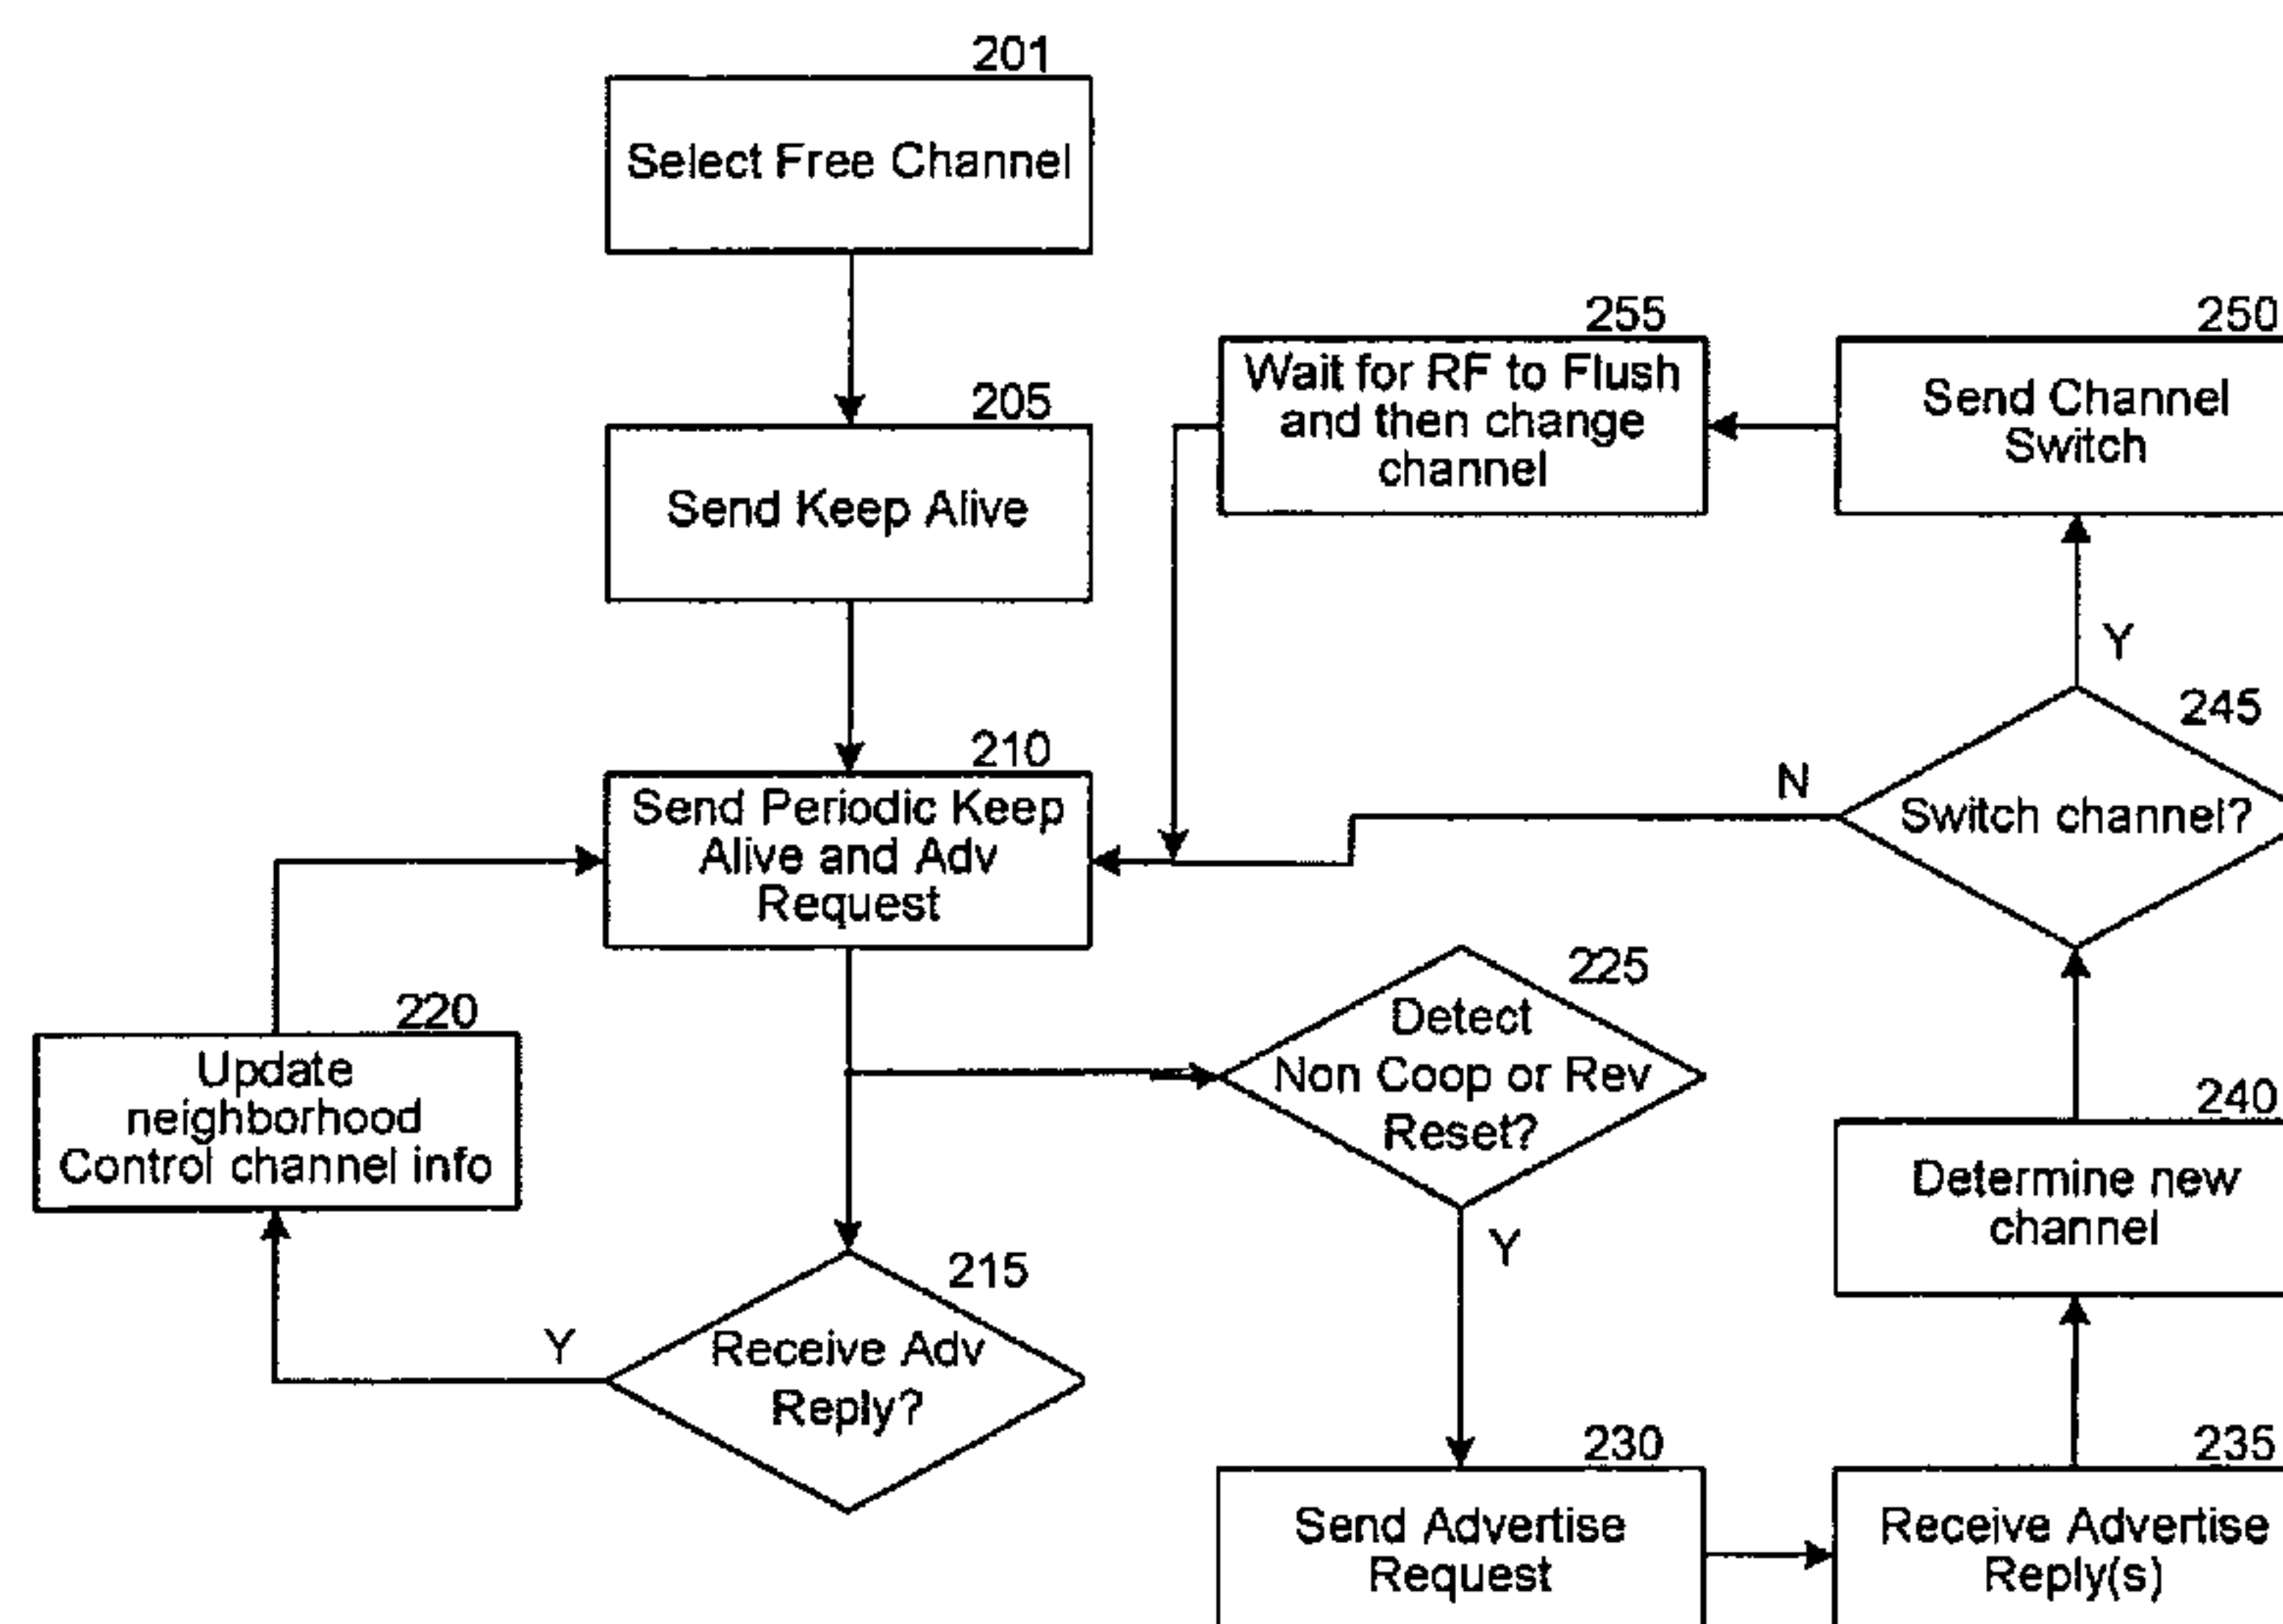 201
Select Free Channel
205
Send Keep Alive
210
Send Periodic Keep
Alive and Adv
Request
215
Receive Adv
Reply?
Y
220
Update
neighborhood
Control channel info
225
Detect
Non Coop or Rev
Reset?
Y
230
Send Advertise
Request
235
Receive Advertise
Reply(s)
240
Determine new
channel
245
Switch channel?
N
Y
250
Send Channel
Switch
255
Wait for RF to Flush
and then change
channel